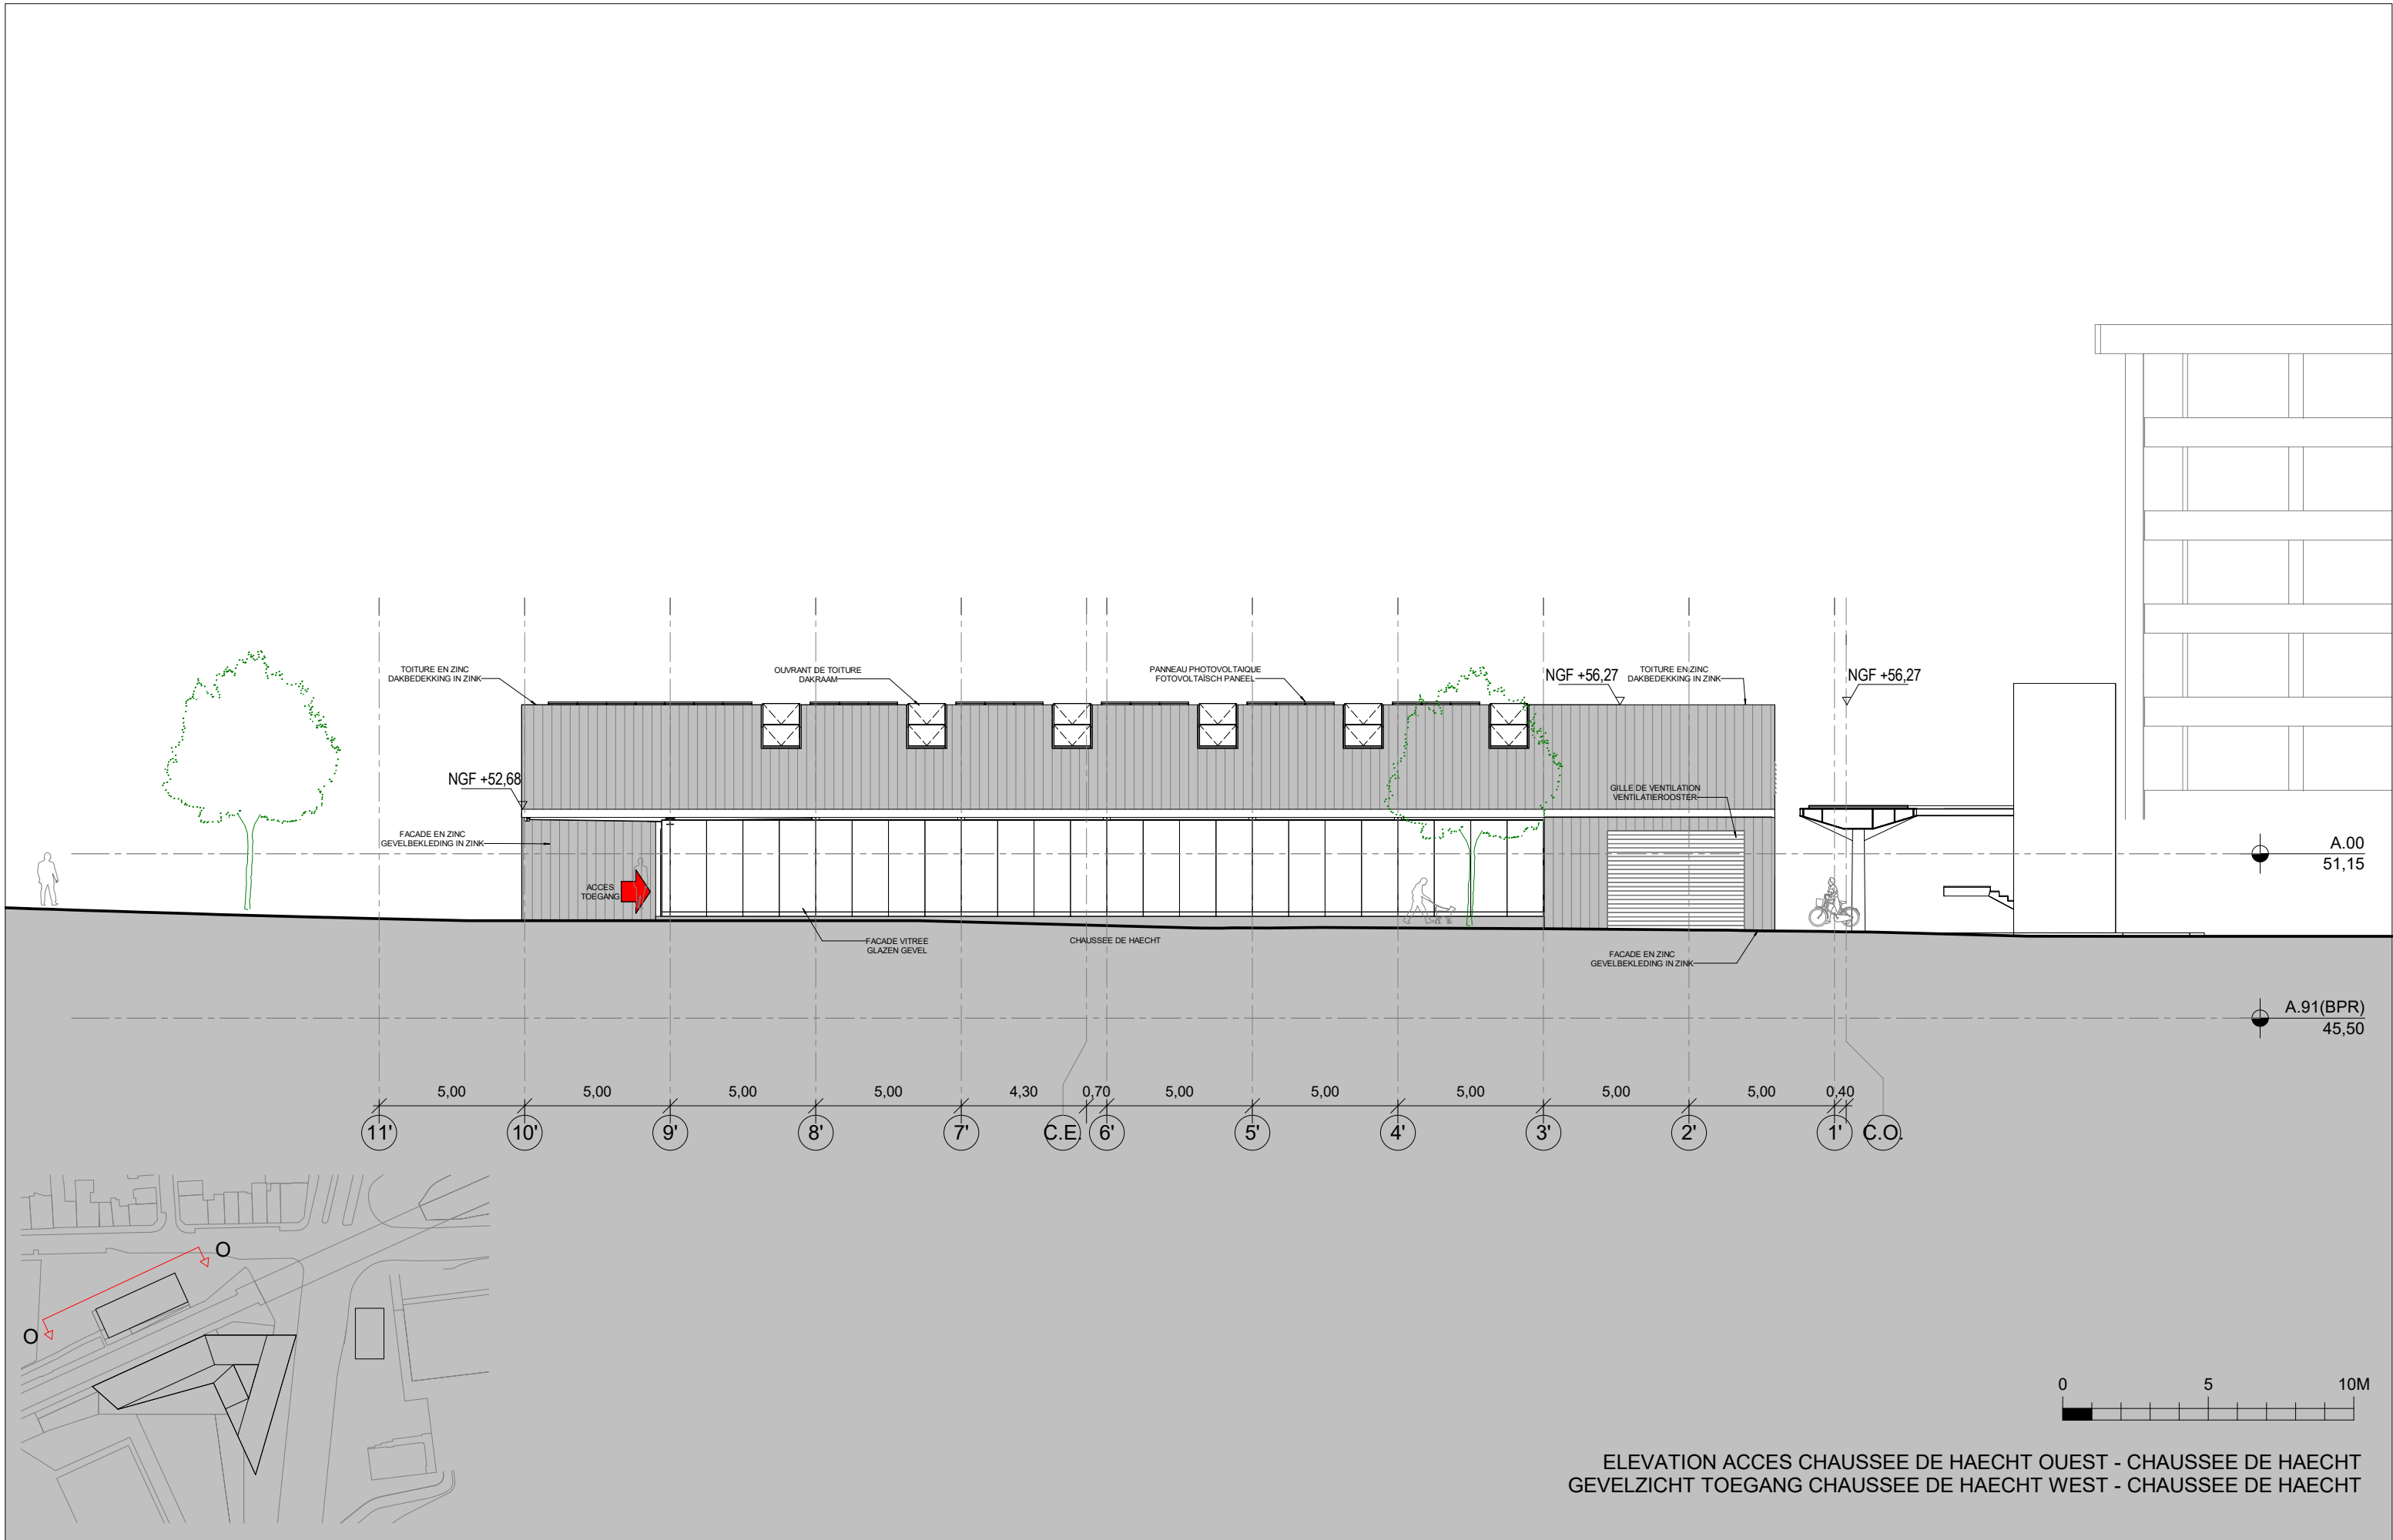 TOITURE EN ZINC
DAKBEDEKKING IN ZINK
OUVRANT DE TOITURE
DAKRAAM
PANNEAU PHOTOVOLTAIQUE
FOTOVOLTAÏSCH PANEEL
NGF +56,27
TOITURE EN ZINC
DAKBEDEKKING IN ZINK
NGF +56,27
NGF +52,68
GILLE DE VENTILATION
VENTILATIEROOSTER
FACADE EN ZINC
GEVELBEKLEDING IN ZINK
A.00
51,15
ACCES
TOEGANG
FACADE VITREE
GLAZEN GEVEL
CHAUSSEE DE HAECHT
FACADE EN ZINC
GEVELBEKLEDING IN ZINK
A.91(BPR)
45,50
5,00 5,00 5,00 5,00 4,30 0,70 5,00 5,00 5,00 5,00 5,00 0,40
11' 10' 9' 8' 7' C.E. 6' 5' 4' 3' 2' 1' C.O.
O
O
0 5 10M
ELEVATION ACCES CHAUSSEE DE HAECHT OUEST - CHAUSSEE DE HAECHT
GEVELZICHT TOEGANG CHAUSSEE DE HAECHT WEST - CHAUSSEE DE HAECHT